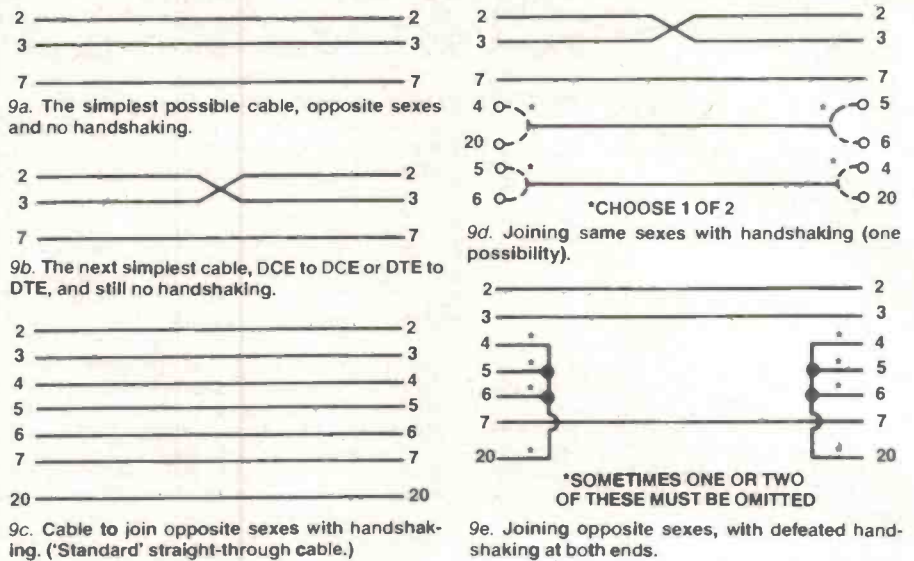 2 2
3 3
7 7
9a. The simplest possible cable, opposite sexes
and no handshaking.
2 2
3 3
7 7
9b. The next simplest cable, DCE to DCE or DTE to
DTE, and still no handshaking.
2 2
3 3
4 4
5 5
6 6
7 7
20 20
9c. Cable to join opposite sexes with handshak-
ing. ('Standard' straight-through cable.)
2 2
3 3
7 7
4 * * 5
20 6
5 * * 4
6 20
*CHOOSE 1 OF 2
9d. Joining same sexes with handshaking (one
possibility).
2 2
3 3
4 * * 4
5 * * 5
6 * * 6
7 7
20 * 20
*SOMETIMES ONE OR TWO
OF THESE MUST BE OMITTED
9e. Joining opposite sexes, with defeated hand-
shaking at both ends.